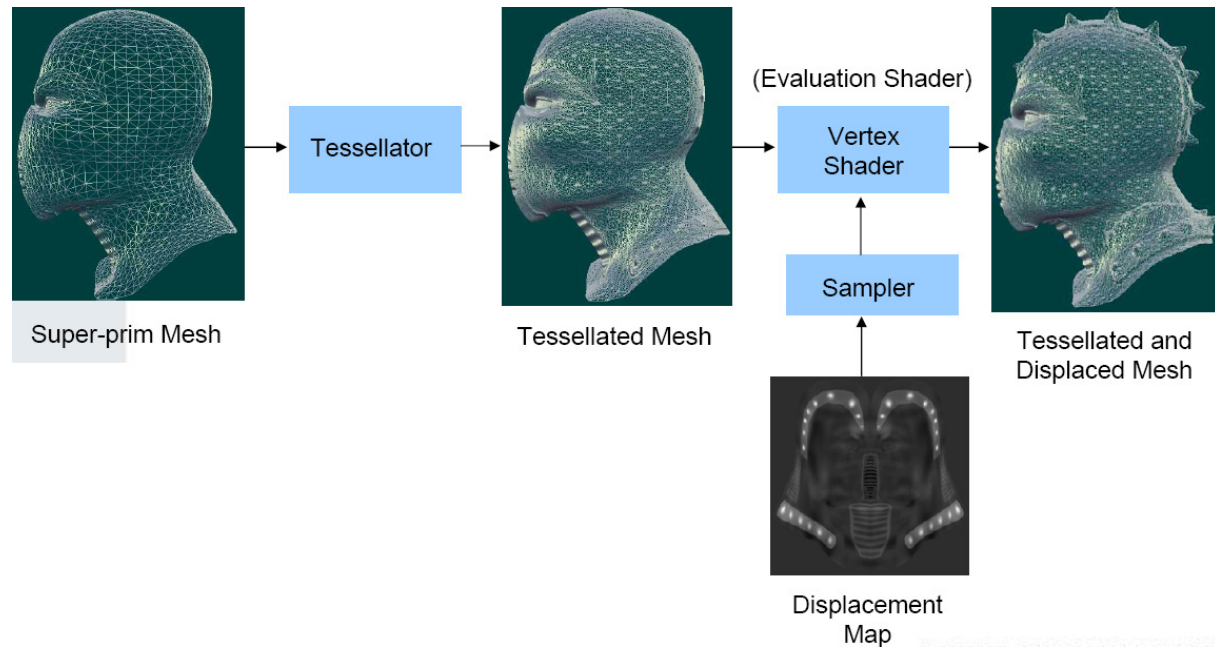 (Evaluation Shader)
Tessellator
Vertex
Shader
Sampler
Super-prim Mesh
Tessellated Mesh
Tessellated and
Displaced Mesh
Displacement
Map